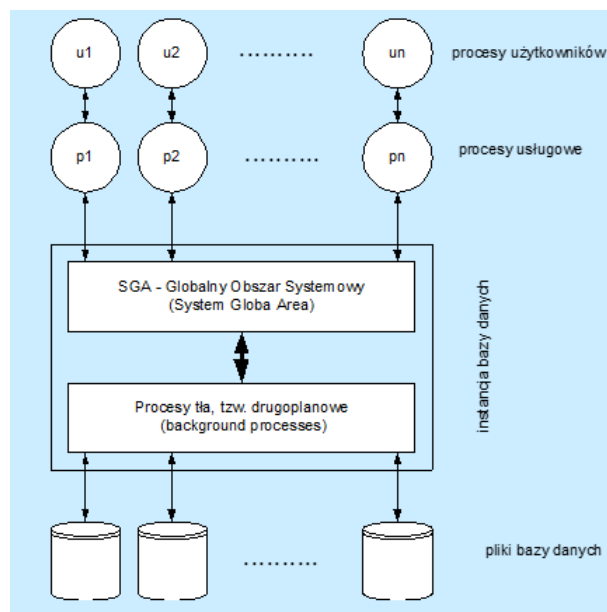 u1 u2 ........... un procesy użytkowników
p1 p2 ........... pn procesy usługowe
SGA - Globalny Obszar Systemowy
(System Globa Area)
Procesy tła, tzw. drugoplanowe
(background processes)
instancja bazy danych
.......... pliki bazy danych